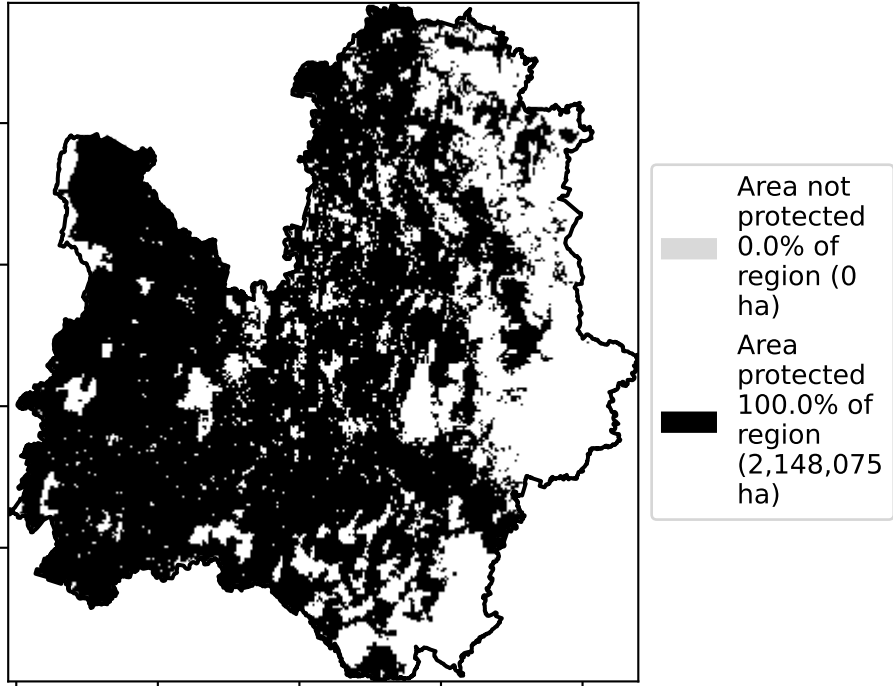 Area not
protected
0.0% of
region (0
ha)
Area
protected
100.0% of
region
(2,148,075
ha)